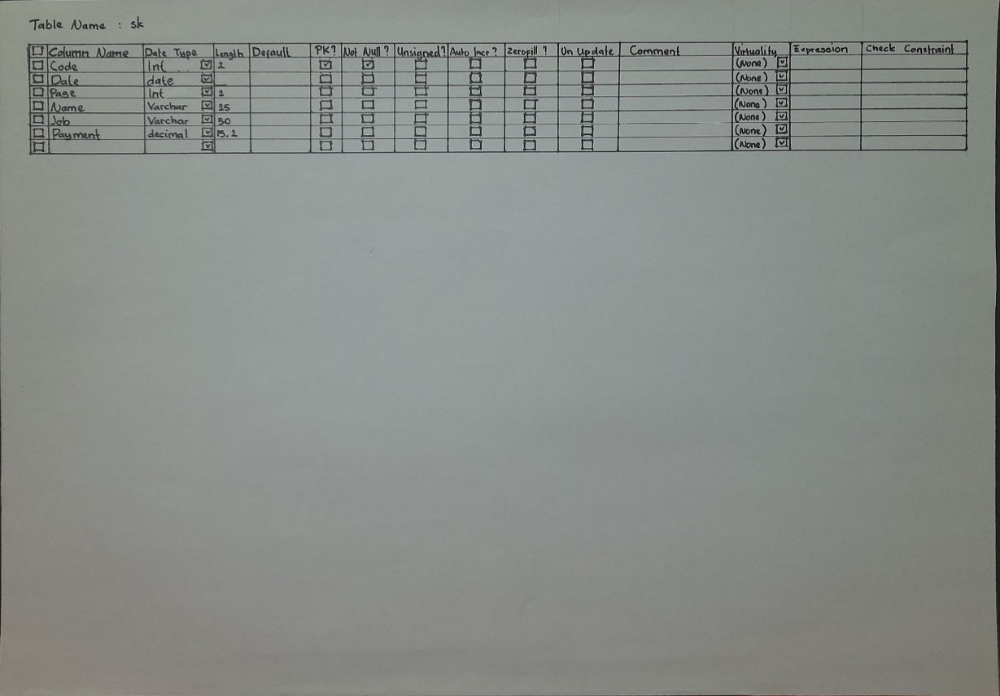 Table Name : sk
Column Name Date Type Length Default PK? Not Null? Unsigned? Auto Incr? Zerofill? On Update Comment Virtuality Expression Check Constraint
Code Int 2 (None)
Date date (None)
Page Int 2 (None)
Name Varchar 25 (None)
Job Varchar 50 (None)
Payment decimal 15.2 (None)
(None)